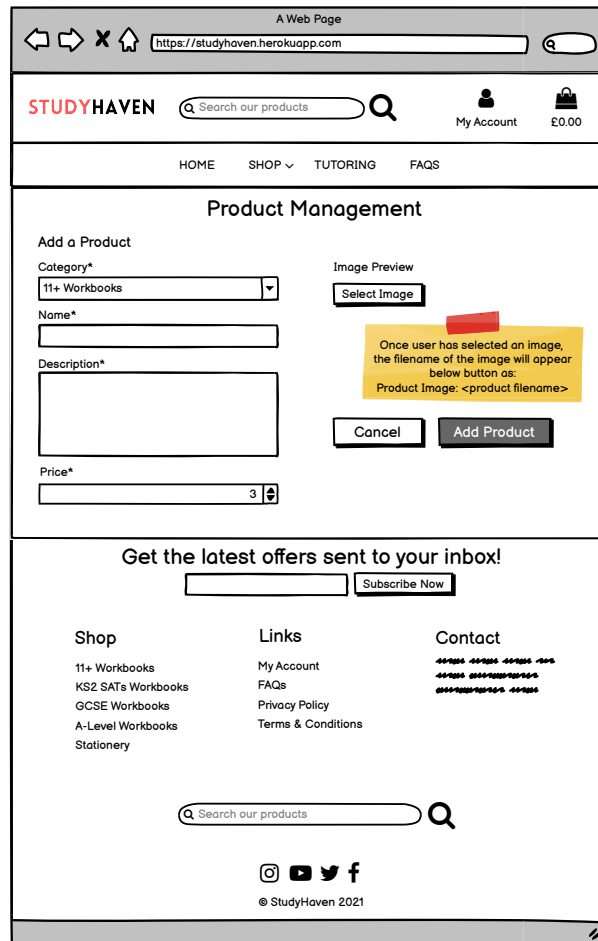 A Web Page
https://studyhaven.herokuapp.com
STUDYHAVEN
Search our products
My Account
£0.00
HOME
SHOP
TUTORING
FAQS
Product Management
Add a Product
Category*
11+ Workbooks
Name*
Description*
Price*
3
Image Preview
Select Image
Once user has selected an image,
the filename of the image will appear
below button as:
Product Image: <product filename>
Cancel
Add Product
Get the latest offers sent to your inbox!
Subscribe Now
Shop
11+ Workbooks
KS2 SATs Workbooks
GCSE Workbooks
A-Level Workbooks
Stationery
Links
My Account
FAQs
Privacy Policy
Terms & Conditions
Contact
Search our products
© StudyHaven 2021